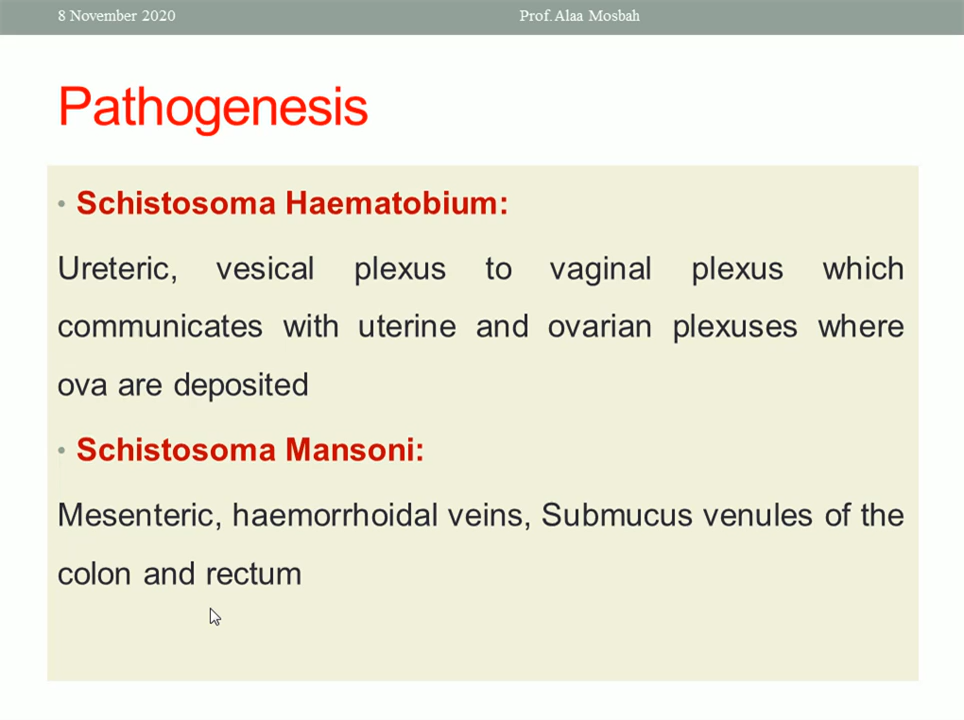 8 November 2020
Prof.Alaa Mosbah
Pathogenesis
• Schistosoma Haematobium:
Ureteric, vesical plexus to vaginal plexus which
communicates with uterine and ovarian plexuses where
ova are deposited
• Schistosoma Mansoni:
Mesenteric, haemorrhoidal veins, Submucus venules of the
colon and rectum